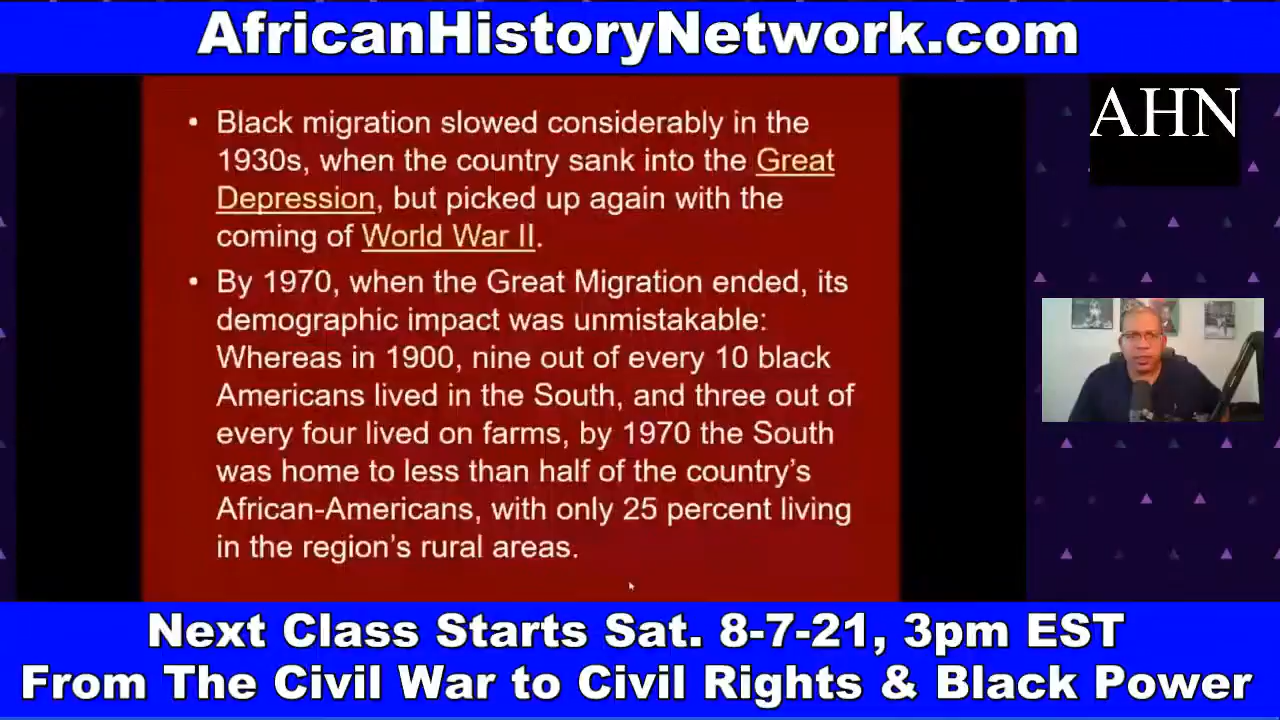 AfricanHistoryNetwork.com
AHN
• Black migration slowed considerably in the
1930s, when the country sank into the Great
Depression, but picked up again with the
coming of World War II.
• By 1970, when the Great Migration ended, its
demographic impact was unmistakable:
Whereas in 1900, nine out of every 10 black
Americans lived in the South, and three out of
every four lived on farms, by 1970 the South
was home to less than half of the country’s
African-Americans, with only 25 percent living
in the region’s rural areas.
Next Class Starts Sat. 8-7-21, 3pm EST
From The Civil War to Civil Rights & Black Power